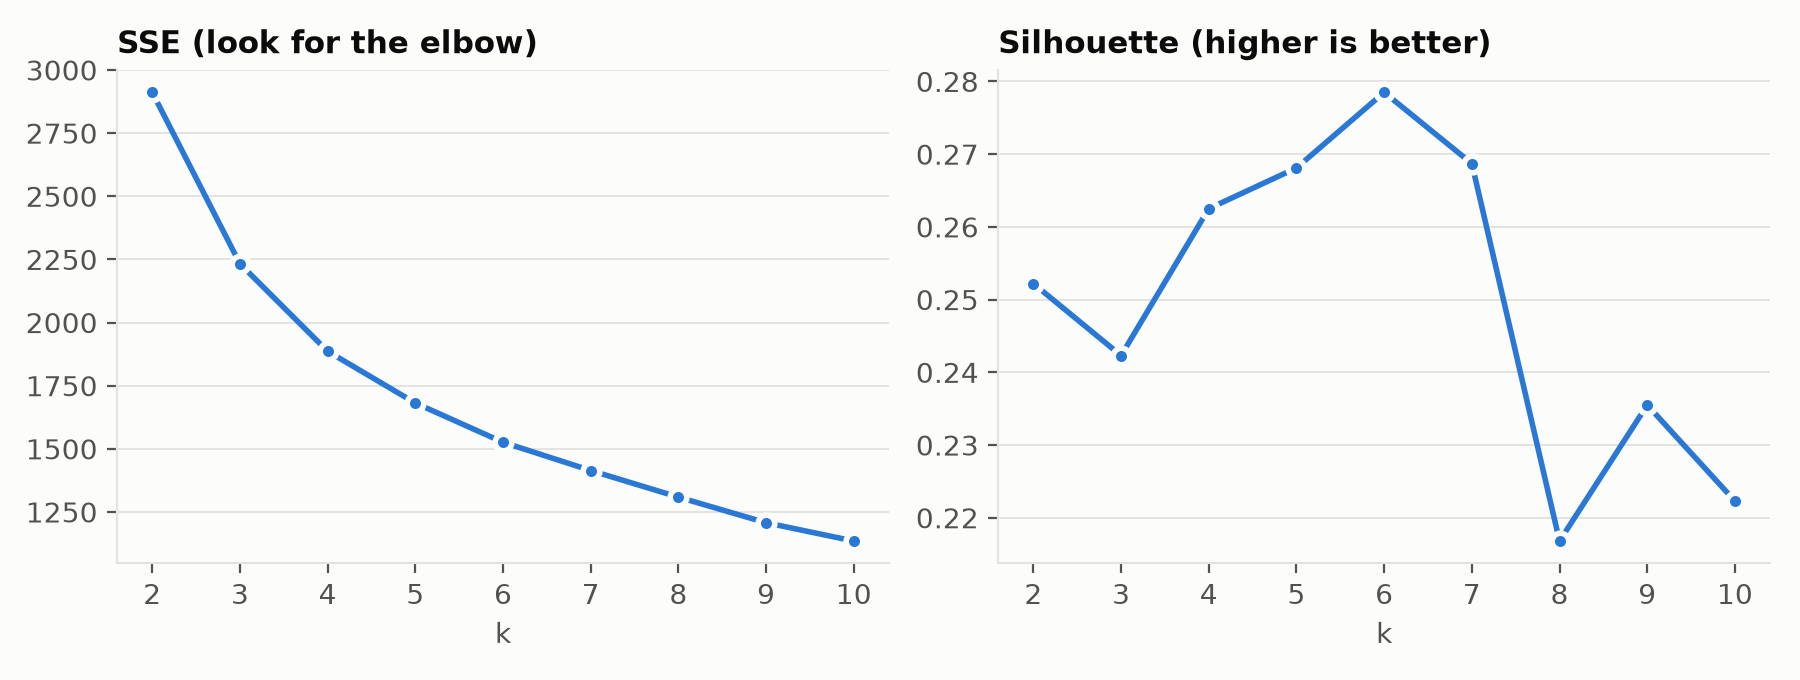 SSE (look for the elbow)
3000
2750
2500
2250
2000
1750
1500
1250
2 3 4 5 6 7 8 9 10
k
Silhouette (higher is better)
0.28
0.27
0.26
0.25
0.24
0.23
0.22
2 3 4 5 6 7 8 9 10
k